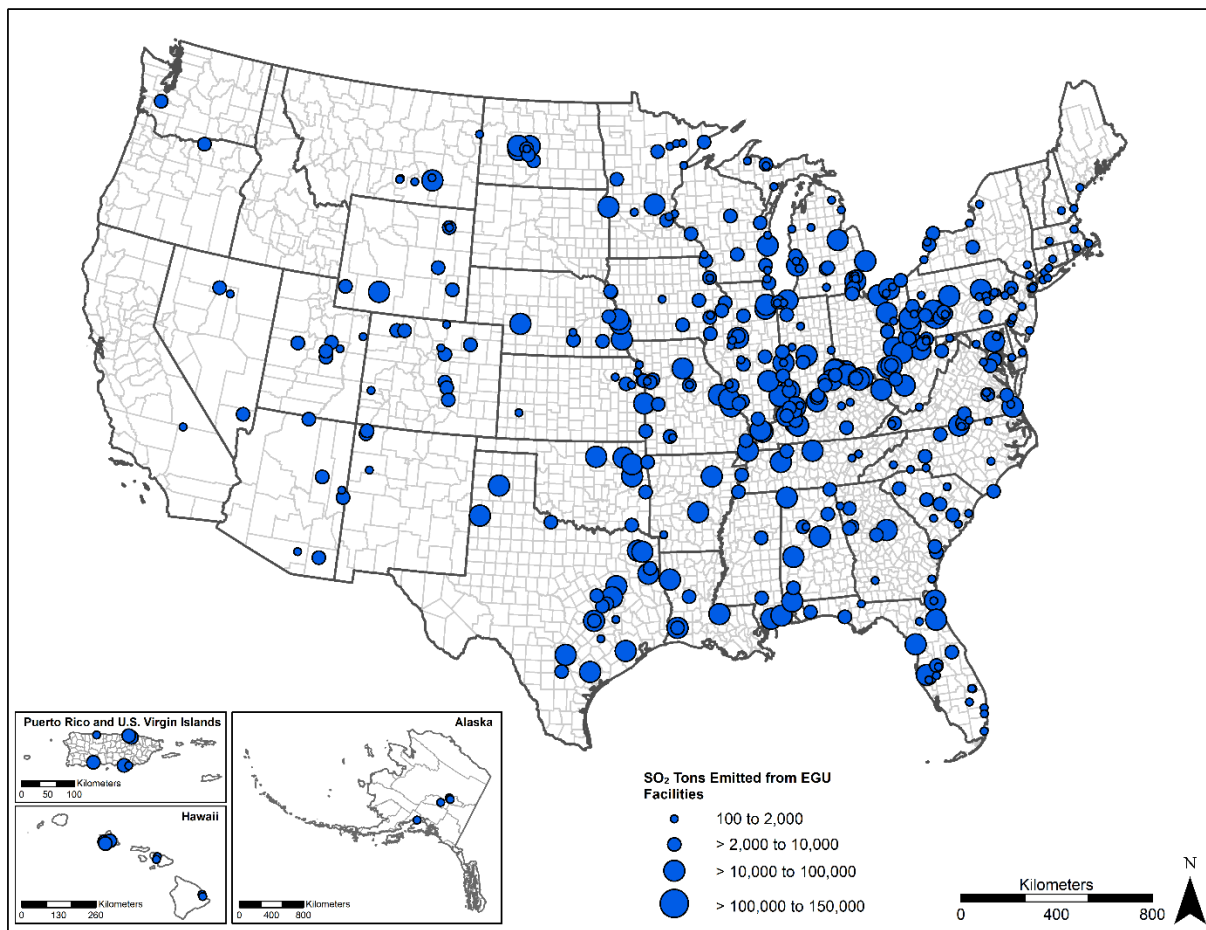 Puerto Rico and U.S. Virgin Islands
Kilometers
0 50 100
Hawaii
Kilometers
0 130 260
Alaska
Kilometers
0 400 800
SO₂ Tons Emitted from EGU
Facilities
100 to 2,000
> 2,000 to 10,000
> 10,000 to 100,000
> 100,000 to 150,000
Kilometers
0 400 800
N